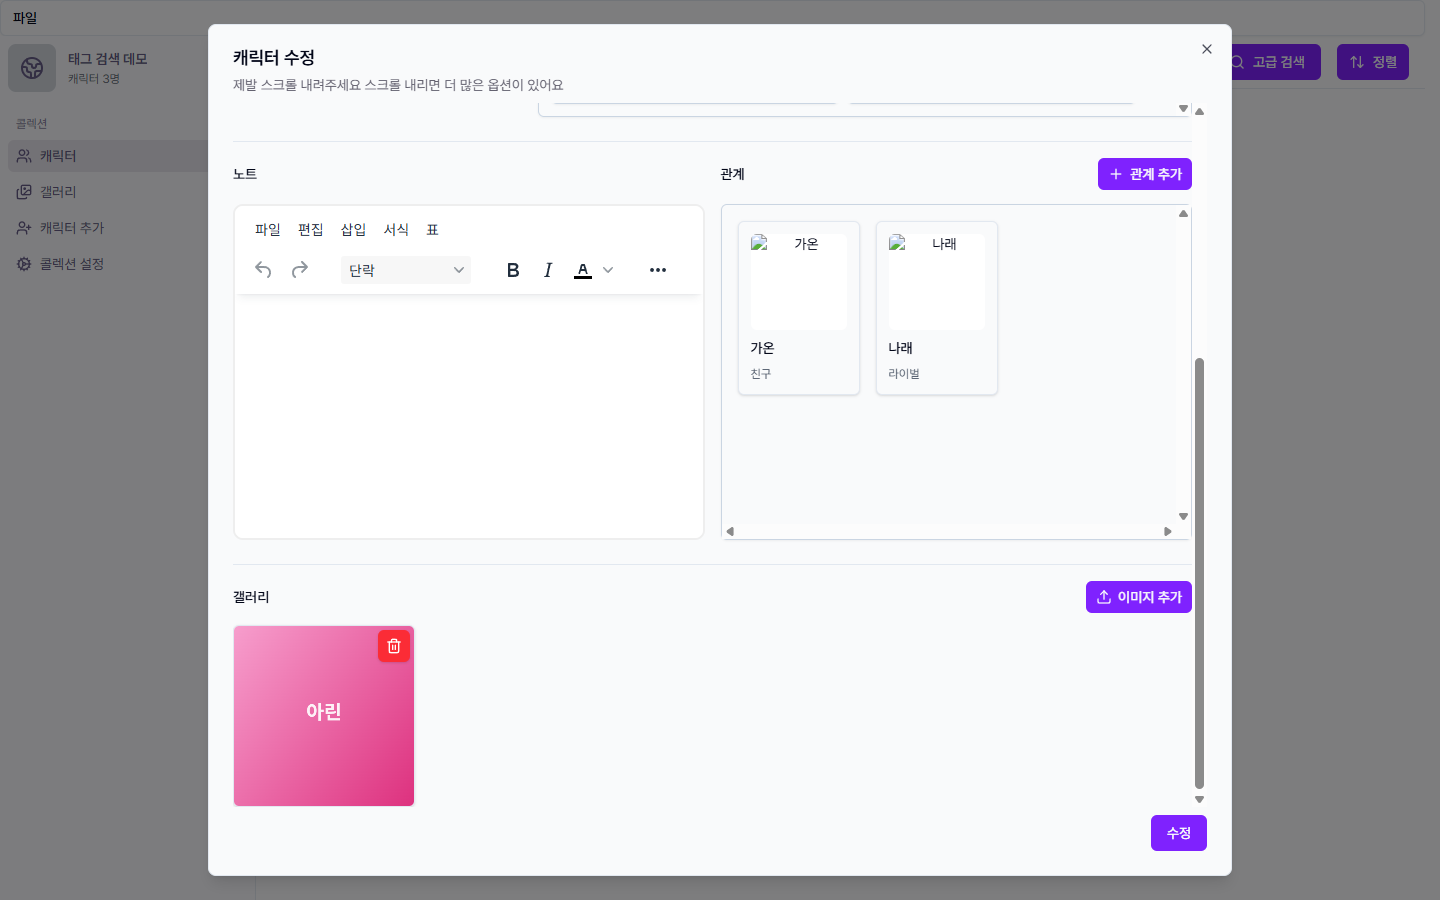 파일
태그 검색 데모
캐릭터 3명
고급 검색
정렬
콜렉션
캐릭터
갤러리
캐릭터 추가
콜렉션 설정
캐릭터 수정
제발 스크롤 내려주세요 스크롤 내리면 더 많은 옵션이 있어요
노트
관계
관계 추가
파일 편집 삽입 서식 표
단락
B I A
가온
나래
가온
나래
친구
라이벌
갤러리
이미지 추가
아린
수정